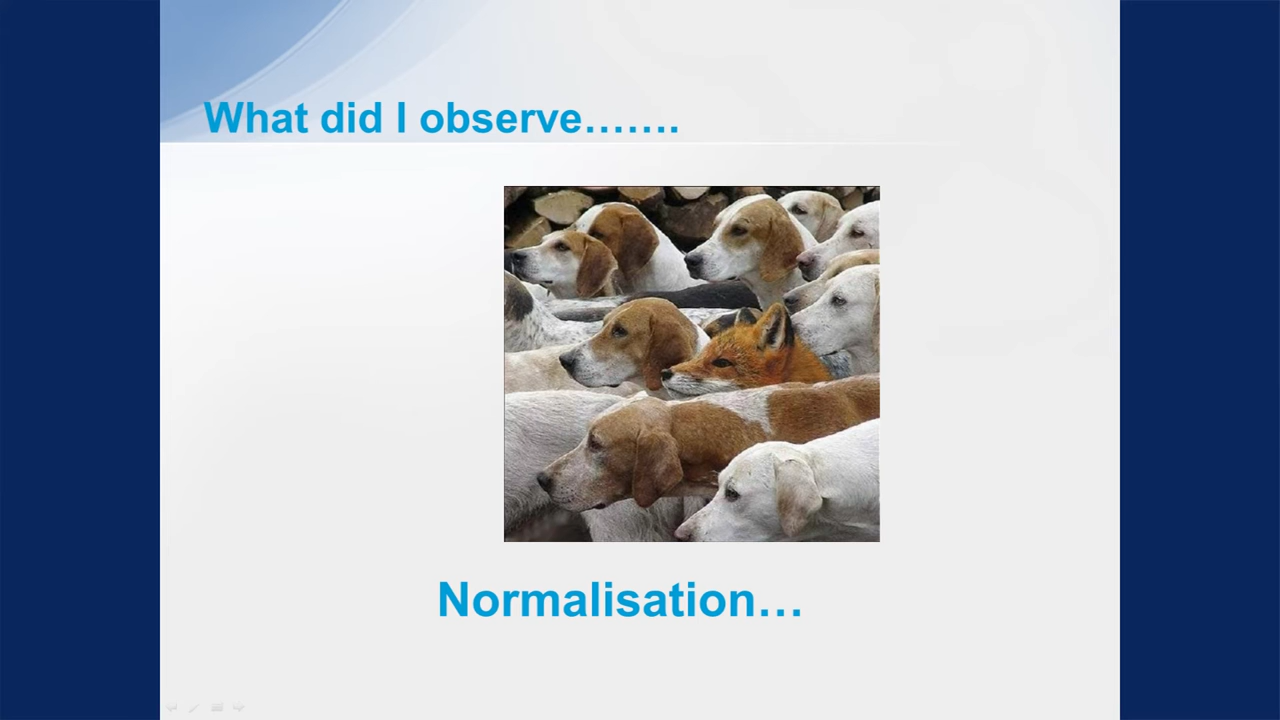 What did I observe.......
Normalisation…